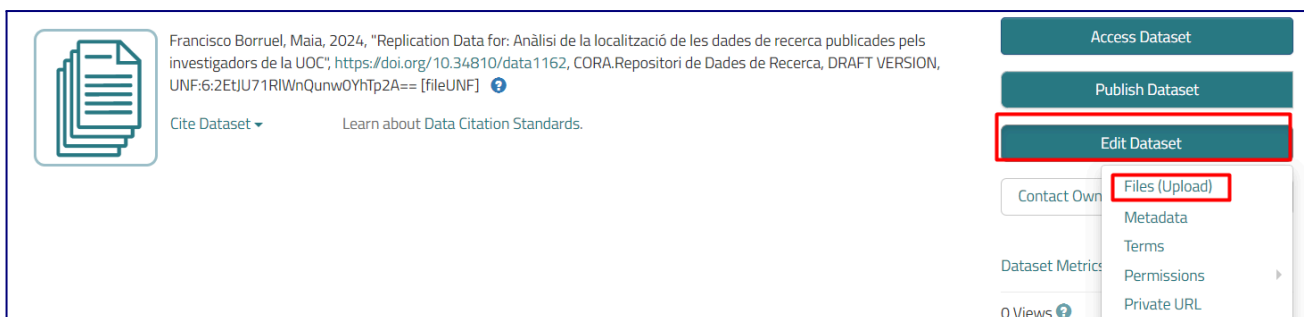 Francisco Borruel, Maia, 2024, "Replication Data for: Anàlisi de la localització de les dades de recerca publicades pels
investigadors de la UOC", https://doi.org/10.34810/data1162, CORA.Repositori de Dades de Recerca, DRAFT VERSION,
UNF:6:2EtJU71RlWnQunw0YhTp2A== [fileUNF] ?
Cite Dataset
Learn about Data Citation Standards.
Access Dataset
Publish Dataset
Edit Dataset
Files (Upload)
Contact Own
Metadata
Terms
Dataset Metrics
Permissions
Private URL
0 Views ?